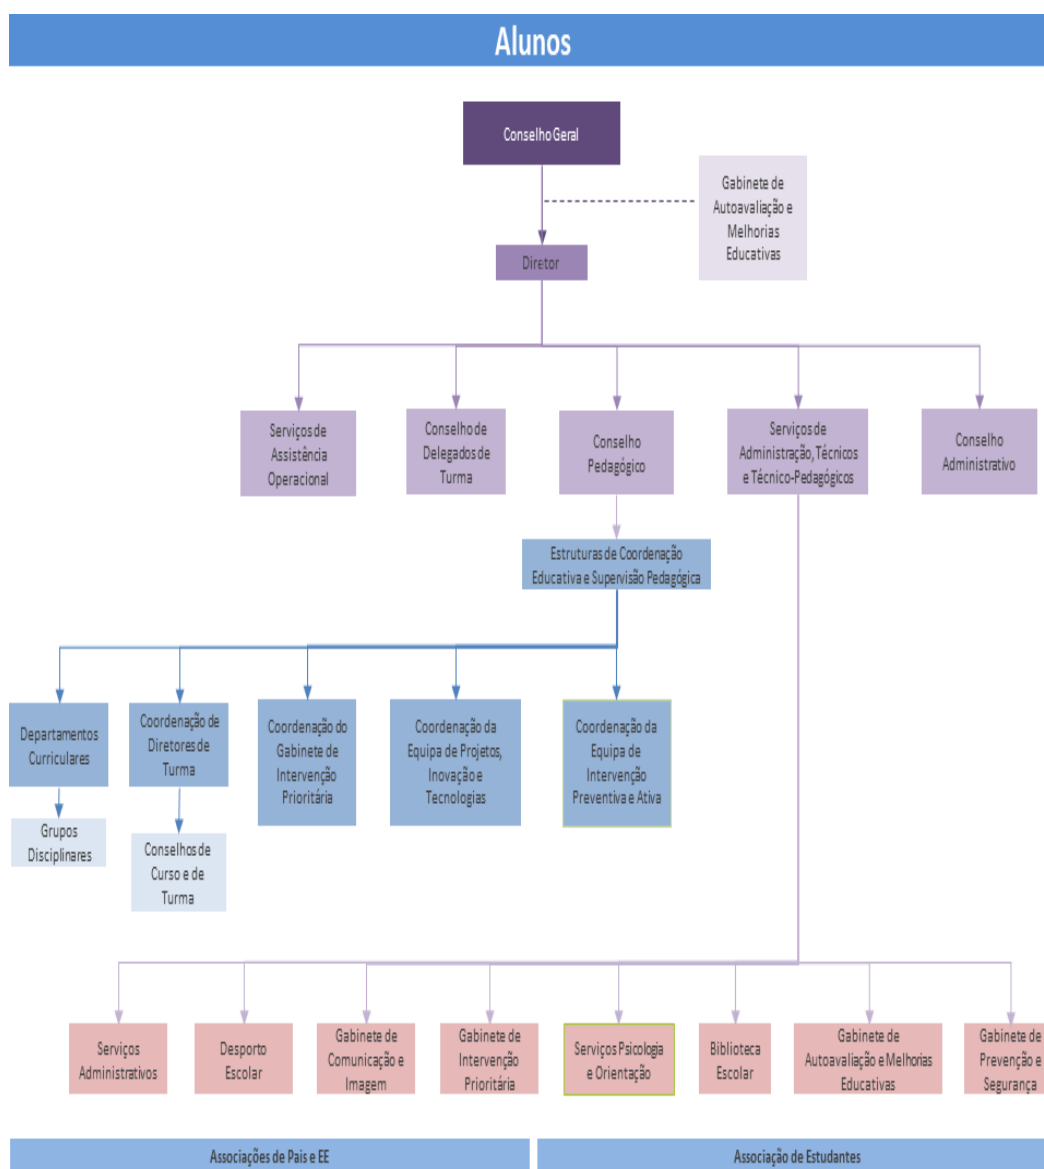 Alunos
Conselho Geral
Gabinete de
Autoavaliação e
Melhorias
Educativas
Diretor
Serviços de
Assistência
Operacional
Conselho de
Delegados de
Turma
Conselho
Pedagógico
Serviços de
Administração, Técnicos
e Técnico-Pedagógicos
Conselho
Administrativo
Estruturas de Coordenação
Educativa e Supervisão Pedagógica
Departamentos
Curriculares
Coordenação de
Diretores de
Turma
Coordenação do
Gabinete de
Intervenção
Prioritária
Coordenação da
Equipa de Projetos,
Inovação e
Tecnologias
Coordenação da
Equipa de
Intervenção
Preventiva e Ativa
Grupos
Disciplinares
Conselhos de
Curso e de
Turma
Serviços
Administrativos
Desporto
Escolar
Gabinete de
Comunicação e
Imagem
Gabinete de
Intervenção
Prioritária
Serviços Psicologia
e Orientação
Biblioteca
Escolar
Gabinete de
Autoavaliação e Melhorias
Educativas
Gabinete de
Prevenção e
Segurança
Associações de Pais e EE
Associação de Estudantes